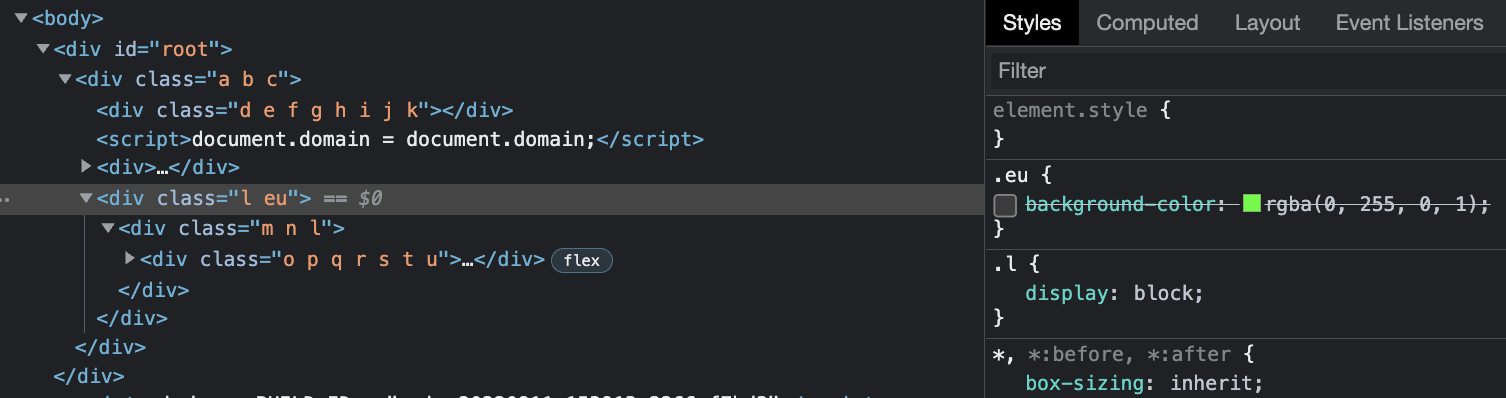 <body>
<div id="root">
<div class="a b c">
<div class="d e f g h i j k"></div>
<script>document.domain = document.domain;</script>
<div>…</div>
<div class="l eu"> == $0
<div class="m n l">
<div class="o p q r s t u">…</div> flex
</div>
</div>
</div>
</div>
Styles Computed Layout Event Listeners
Filter
element.style {
}
.eu {
background-color: rgba(0, 255, 0, 1);
}
.l {
display: block;
}
*, *:before, *:after {
box-sizing: inherit;